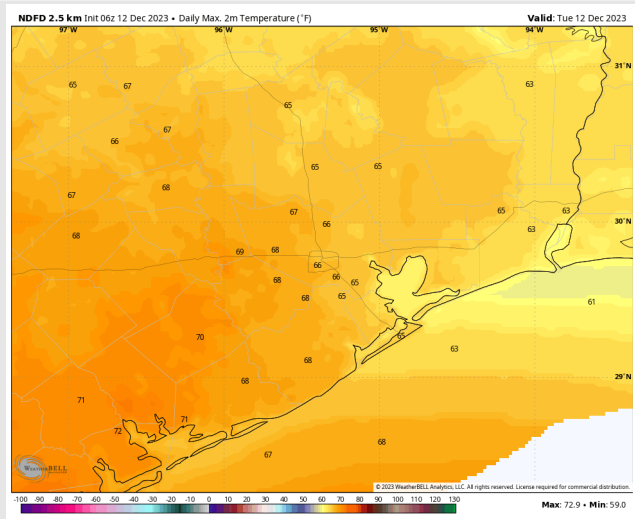 NDFD 2.5 km Init 06z 12 Dec 2023 • Daily Max. 2m Temperature (°F) Valid: Tue 12 Dec 2023
97°W 96°W 95°W 94°W
31°N
65 67 63
65
67
66
65 65
68
67
67 65 63
66
68 63
30°N
69 68
66
68 66 65
68 65
61
70 65
63
68
29°N
68
71
71
72 68
67
WEATHERBELL
© 2023 WeatherBELL Analytics, LLC. All rights reserved. License required for commercial distribution.
-100 -90 -80 -70 -60 -50 -40 -30 -20 -10 0 10 20 30 40 50 60 70 80 90 100 110 120 130
Max: 72.9 • Min: 59.0